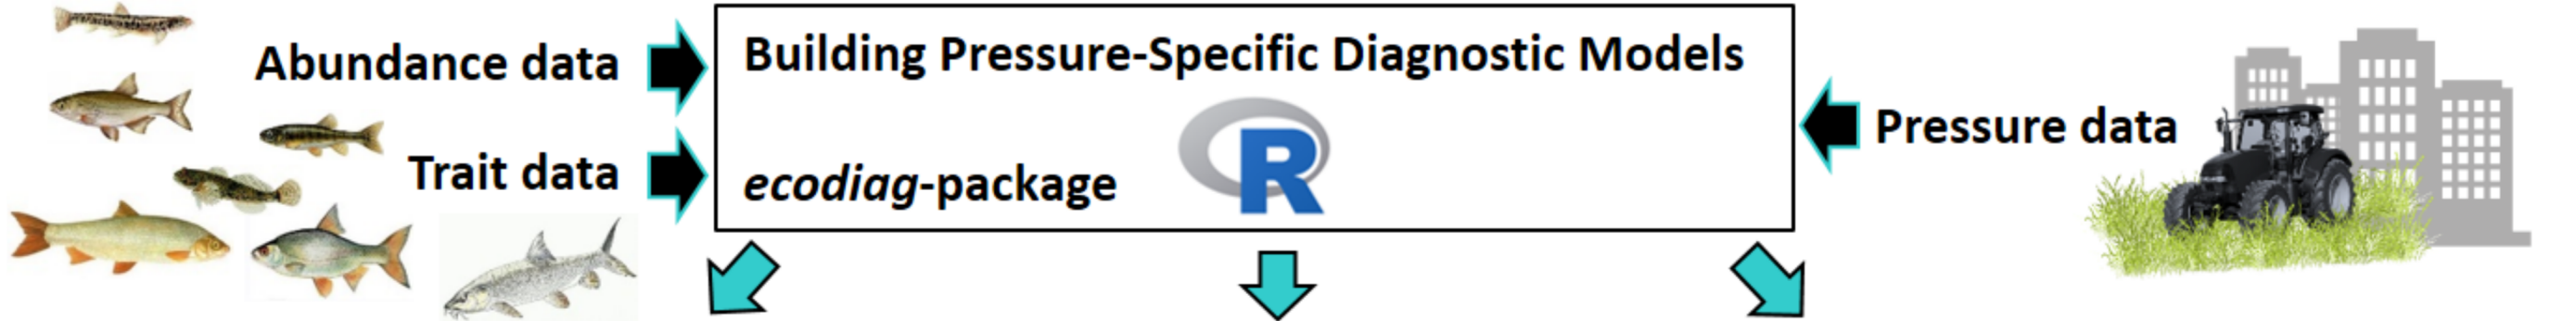 Abundance data
Trait data
Building Pressure-Specific Diagnostic Models
ecodiag-package
R
Pressure data